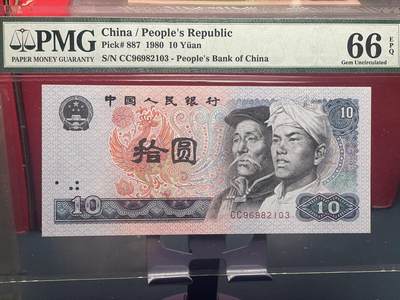 PMG
PAPER MONEY GUARANTY
China / People's Republic
Pick# 887 1980 10 Yüan
S/N CC96982103 - People's Bank of China
66 EPQ
Gem Uncirculated
中国人民银行
10
拾圆
CC96982103
10
10